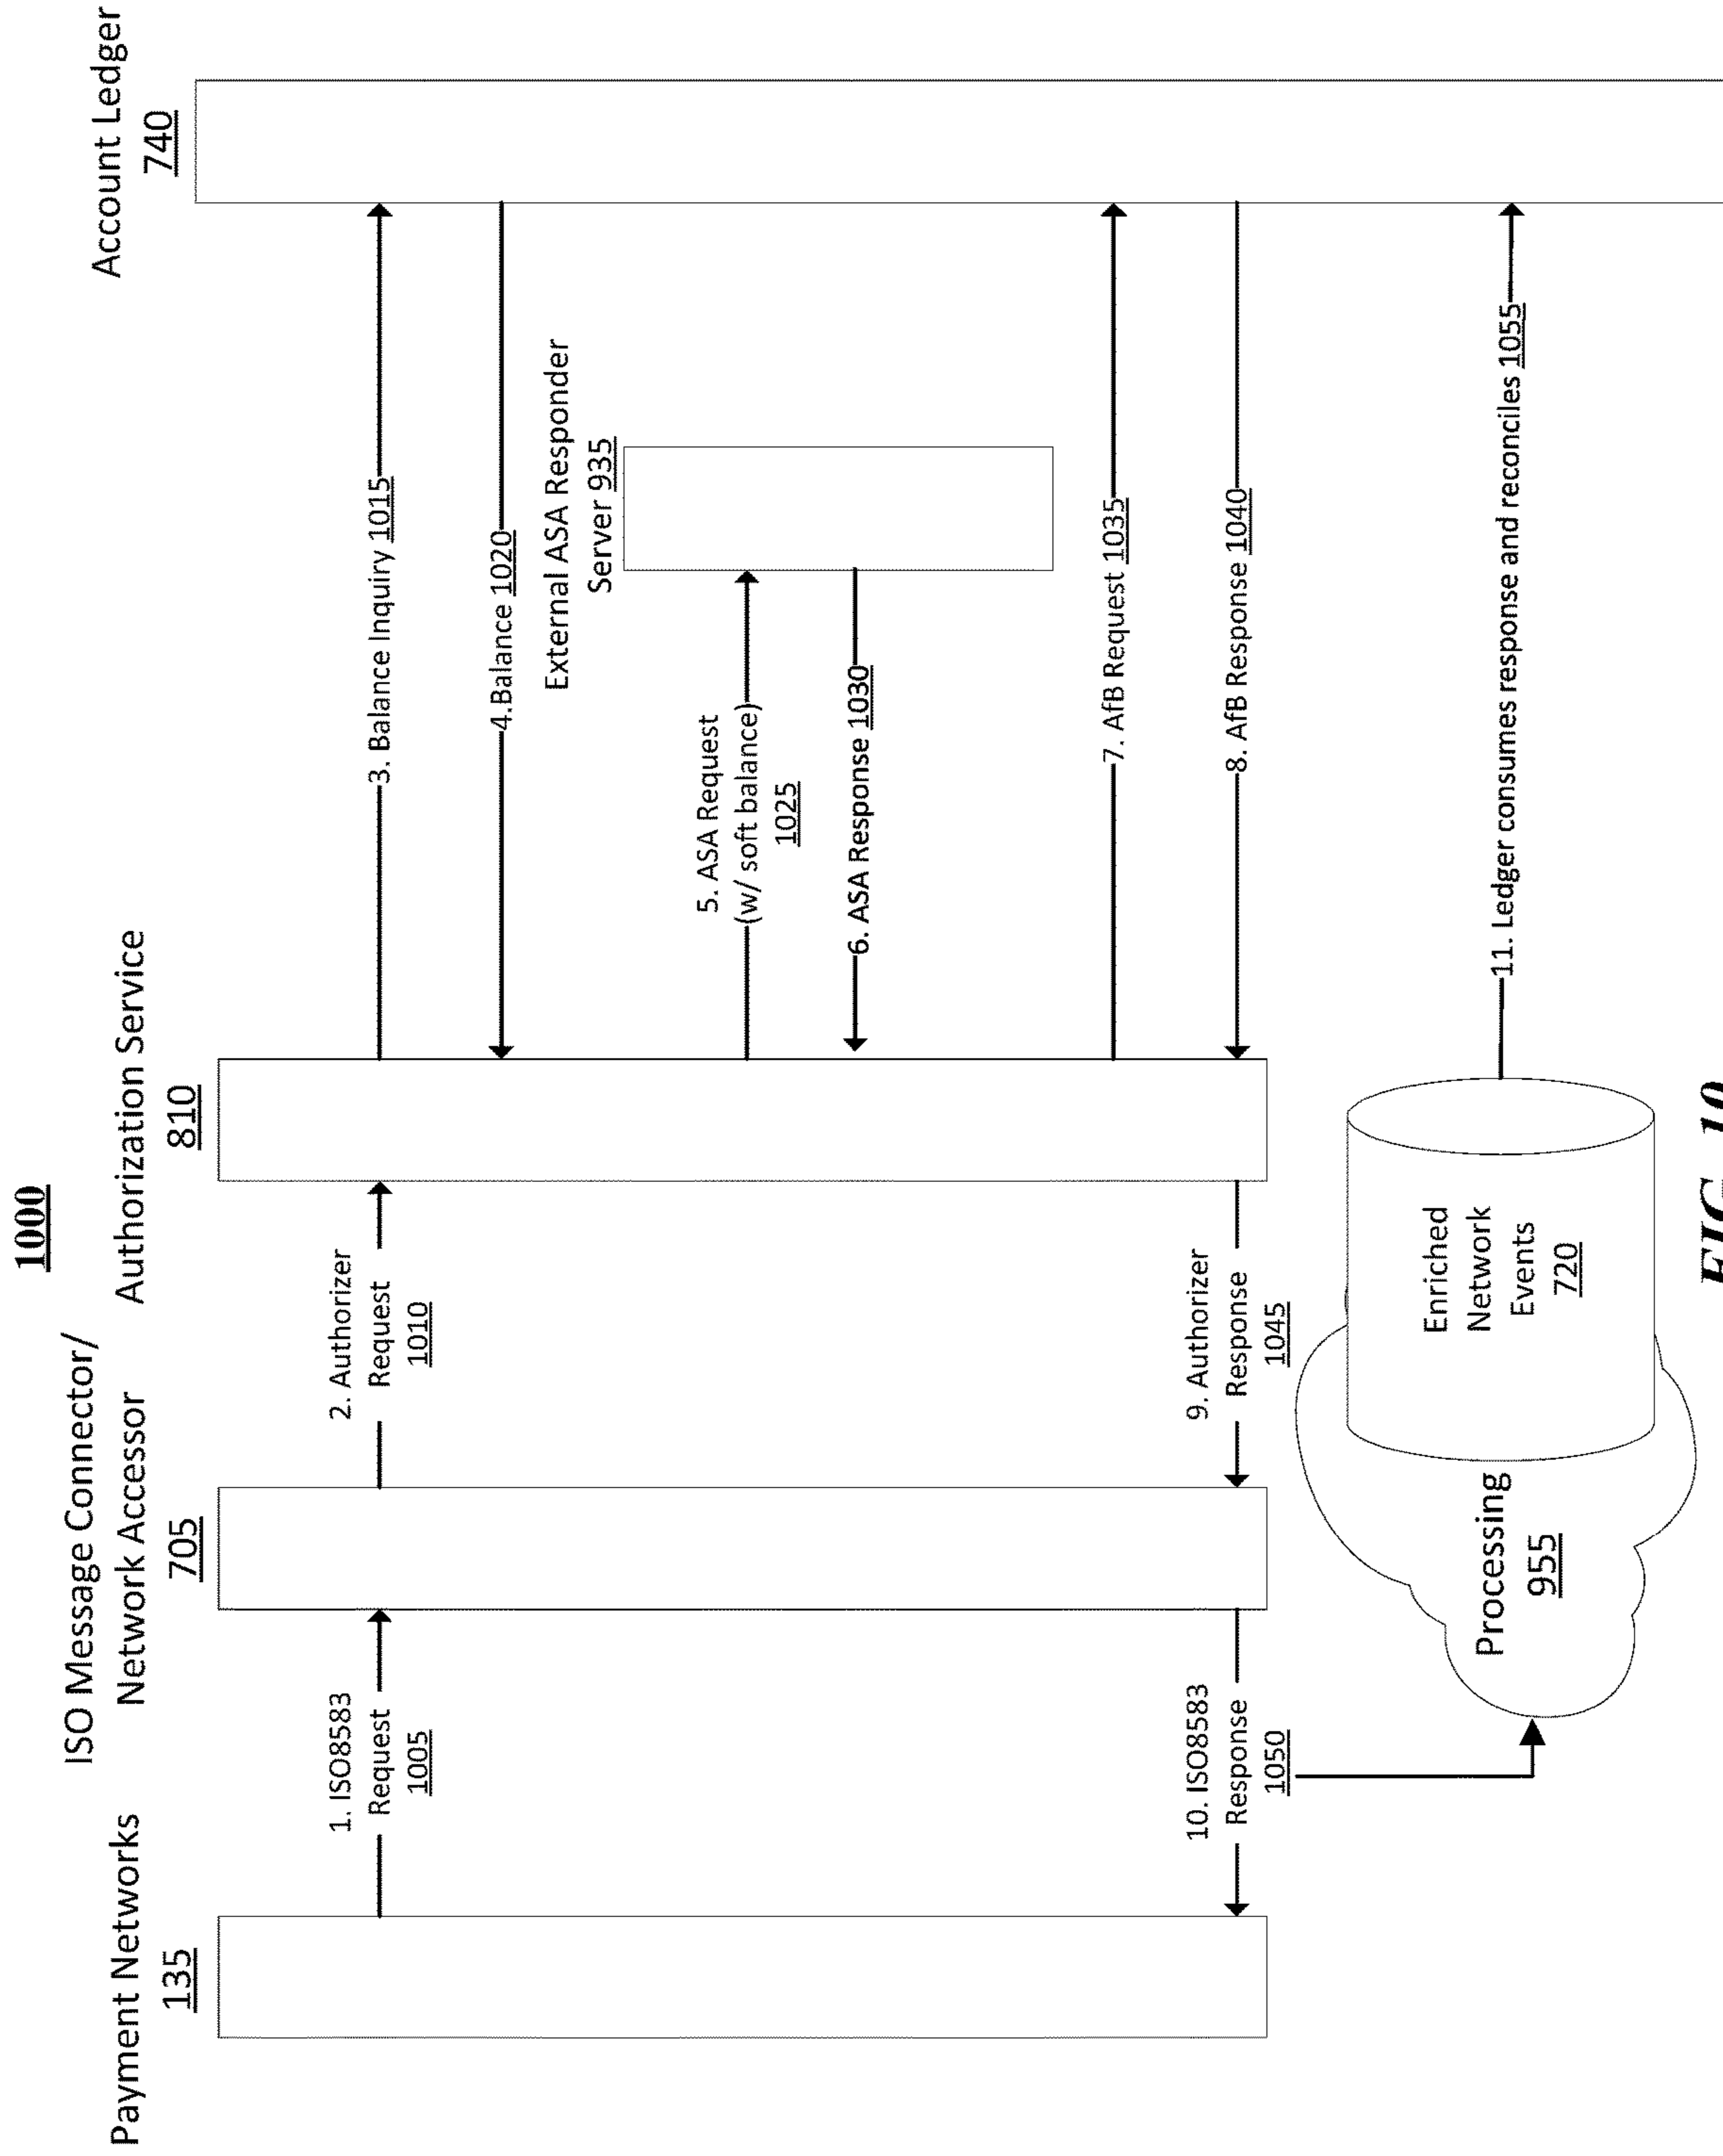 1000
Payment Networks
135
ISO Message Connector/
Network Accessor
705
Authorization Service
810
Account Ledger
740
1. ISO8583
Request
1005
2. Authorizer
Request
1010
3. Balance Inquiry 1015
4.Balance 1020
External ASA Responder
Server 935
5. ASA Request
(w/ soft balance)
1025
6. ASA Response 1030
7. AfB Request 1035
8. AfB Response 1040
9. Authorizer
Response
1045
10. ISO8583
Response
1050
Processing
955
Enriched
Network
Events
720
11. Ledger consumes response and reconciles 1055
FIG. 10